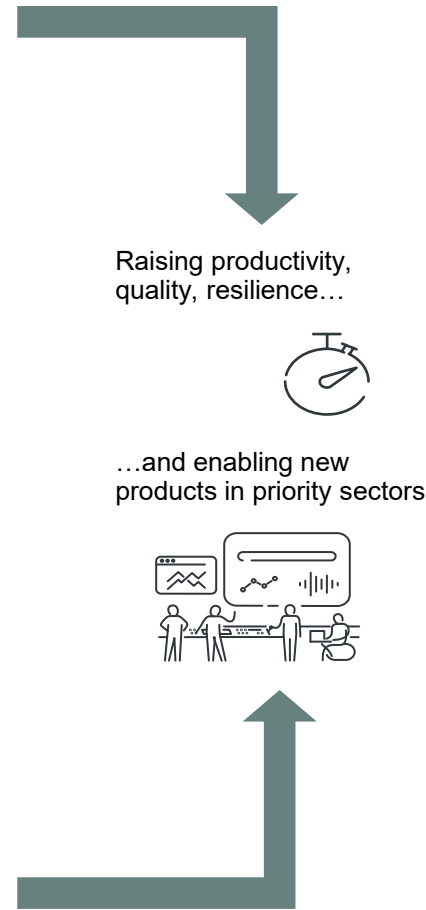 Raising productivity,
quality, resilience…
…and enabling new
products in priority sectors